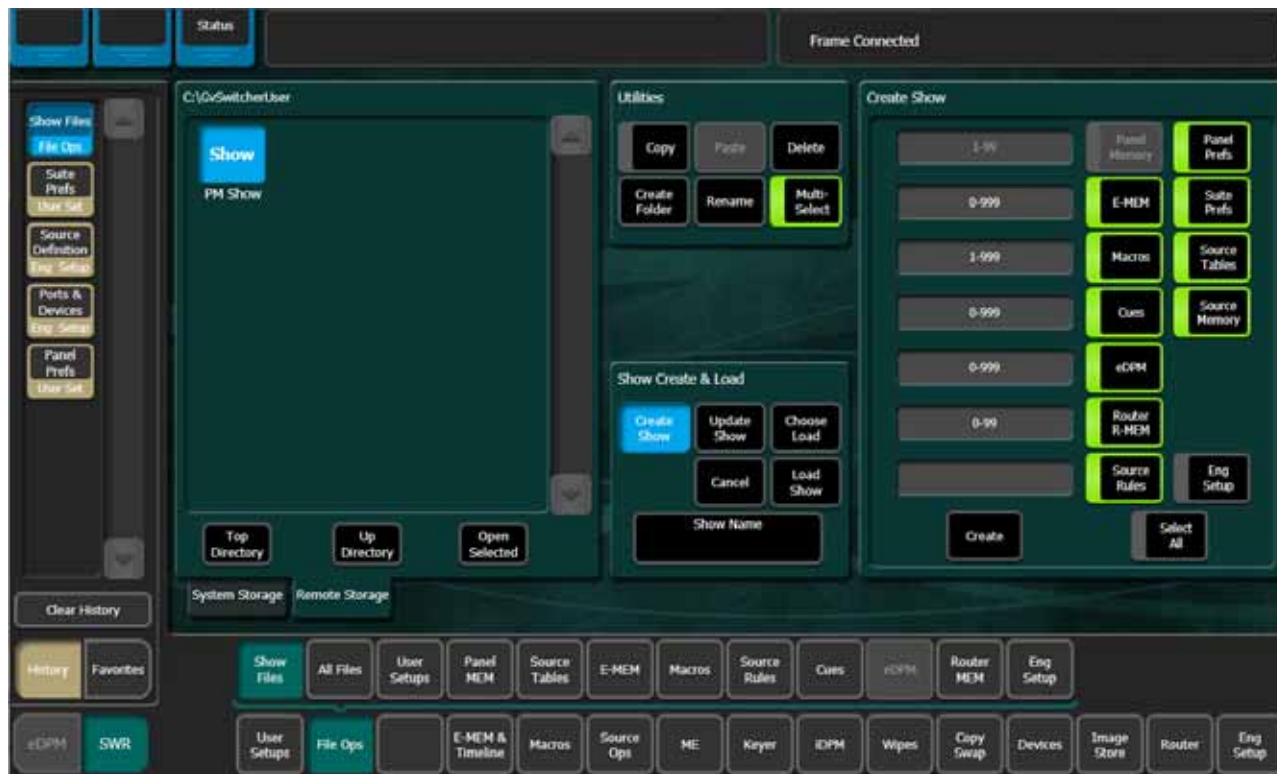 Status
Frame Connected
Show Files
File Ops
Suite
Prefs
User Set
Source
Definition
Eng Setup
Ports &
Devices
Eng Setup
Panel
Prefs
User Set
Clear History
History
Favorites
eDPM
SWR
C:\GvSwitcherUser
Show
PM Show
Top
Directory
Up
Directory
Open
Selected
System Storage
Remote Storage
Utilities
Copy
Paste
Delete
Create
Folder
Rename
Multi-
Select
Show Create & Load
Create
Show
Update
Show
Choose
Load
Cancel
Load
Show
Show Name
Create Show
1-99
Panel
Memory
Panel
Prefs
0-999
E-MEM
Suite
Prefs
1-999
Macros
Source
Tables
0-999
Cues
Source
Memory
0-999
eDPM
0-99
Router
R-MEM
Source
Rules
Eng
Setup
Create
Select
All
Show
Files
All Files
User
Setups
Panel
MEM
Source
Tables
E-MEM
Macros
Source
Rules
Cues
eDPM
Router
MEM
Eng
Setup
User
Setups
File Ops
E-MEM &
Timeline
Macros
Source
Ops
ME
Keyer
iDPM
Wipes
Copy
Swap
Devices
Image
Store
Router
Eng
Setup